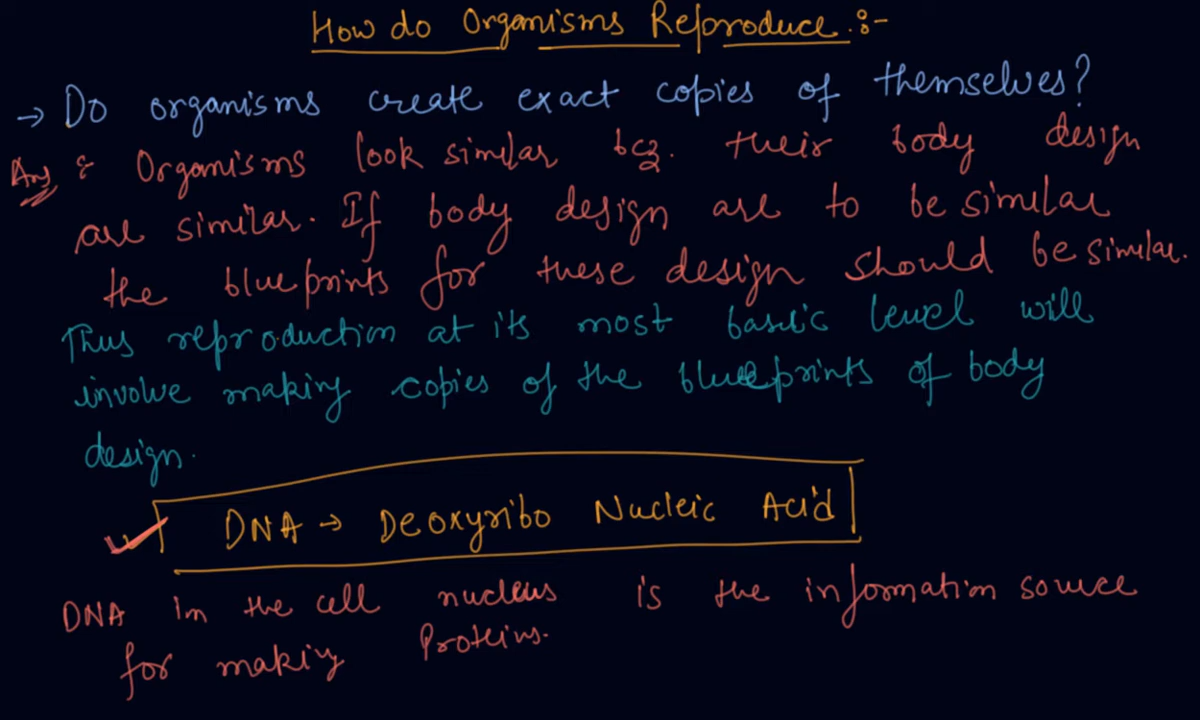 How do Organisms Reproduce :-
→ Do organisms create exact copies of themselves?
Ans : Organisms look similar bcz. their body design
are similar. If body design are to be similar
the blueprints for these design should be similar.
Thus reproduction at its most basic level will
involve making copies of the blueprints of body
design.
DNA → Deoxyribo Nucleic Acid
DNA in the cell nucleus is the information source
for making Proteins.